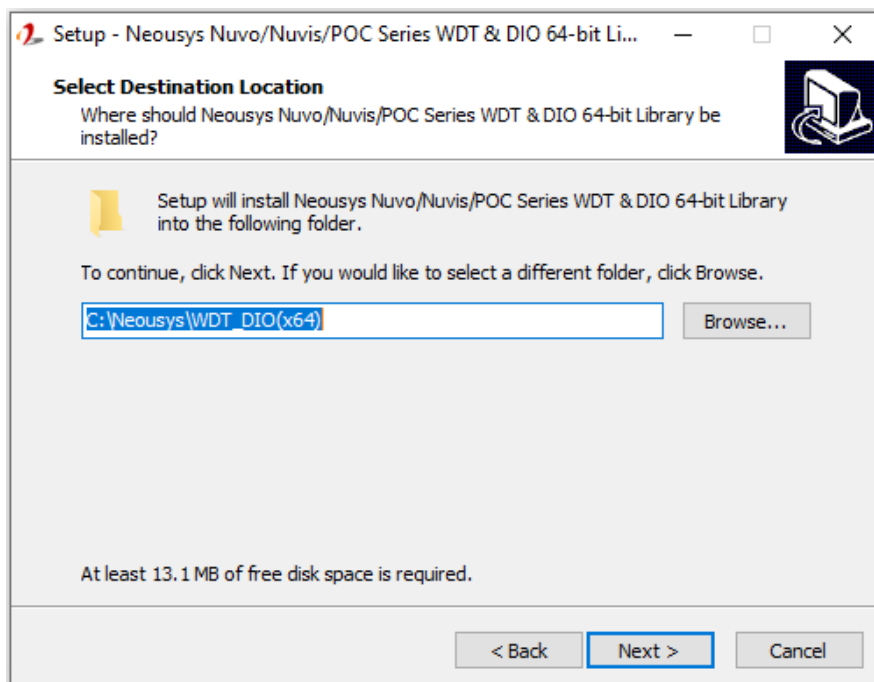 Setup - Neousys Nuvo/Nuvis/POC Series WDT & DIO 64-bit Li...
Select Destination Location
Where should Neousys Nuvo/Nuvis/POC Series WDT & DIO 64-bit Library be
installed?
Setup will install Neousys Nuvo/Nuvis/POC Series WDT & DIO 64-bit Library
into the following folder.
To continue, click Next. If you would like to select a different folder, click Browse.
C:\Neousys\WDT_DIO(x64)
Browse...
At least 13.1 MB of free disk space is required.
< Back
Next >
Cancel